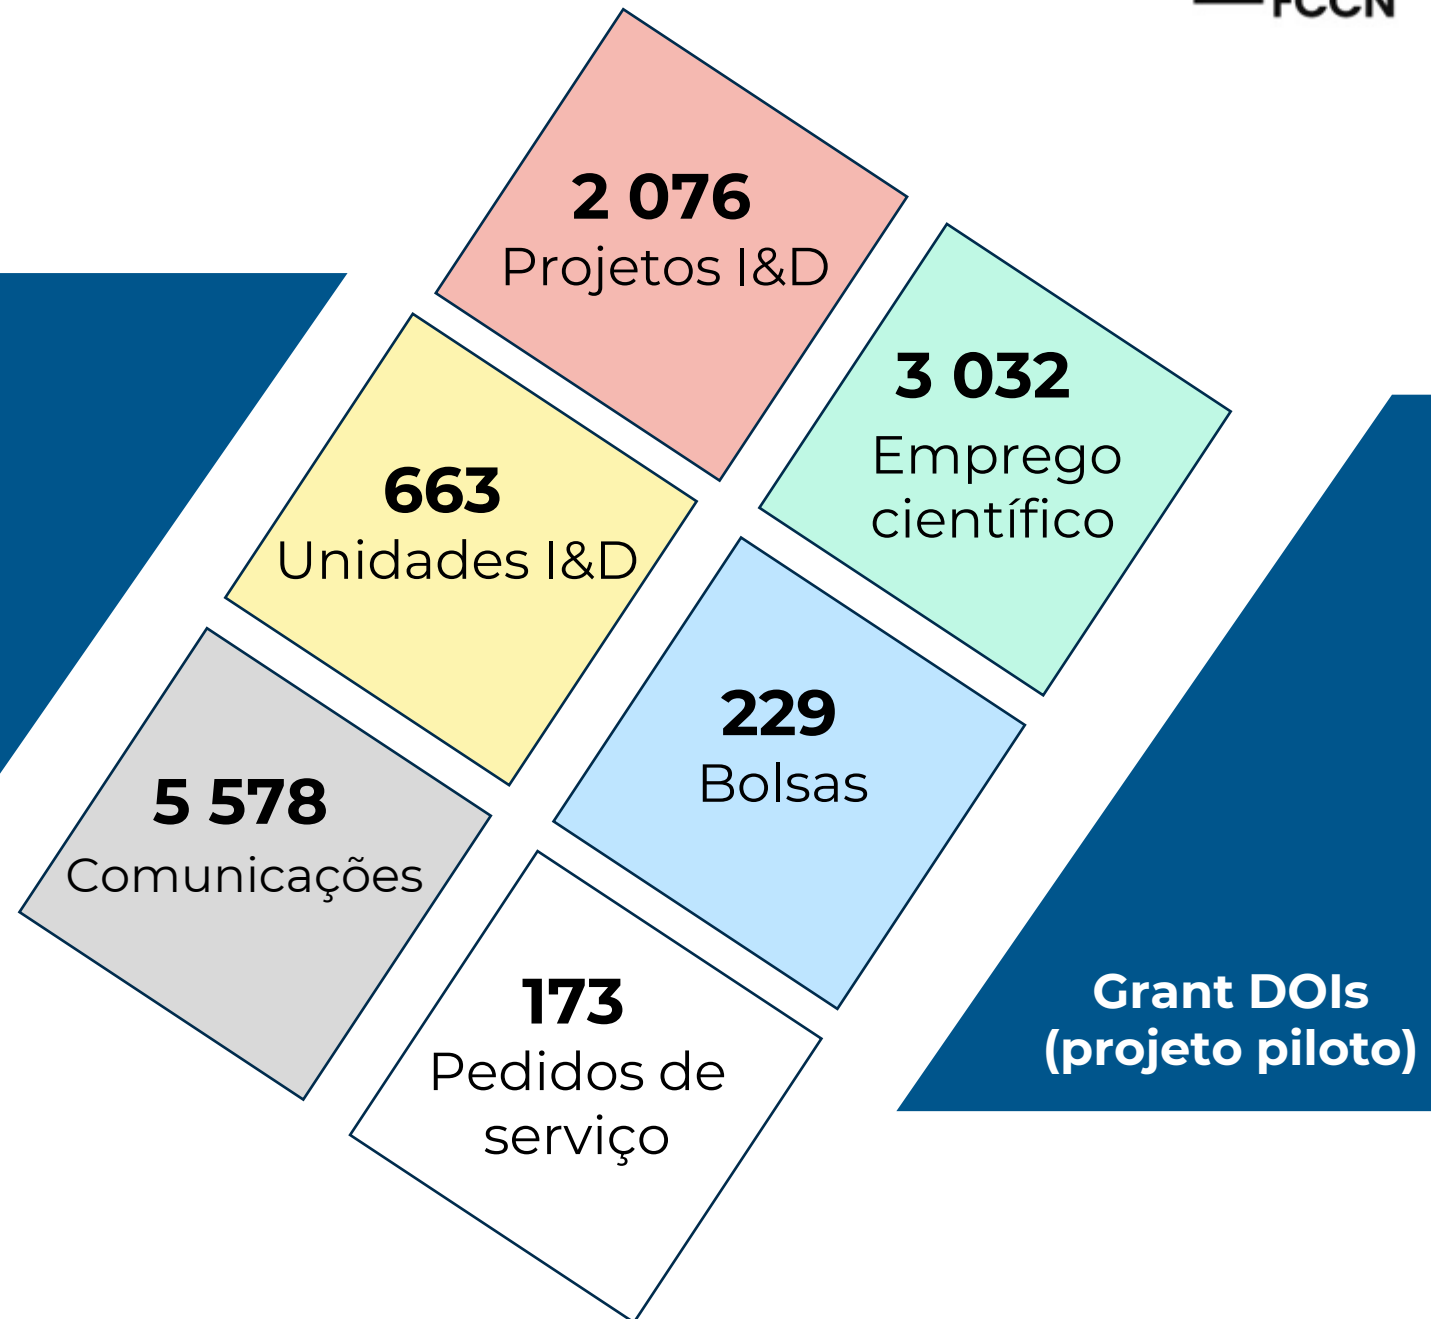 FCCN
2 076
Projetos I&D
3 032
Emprego
científico
663
Unidades I&D
229
Bolsas
5 578
Comunicações
173
Pedidos de
serviço
Grant DOIs
(projeto piloto)